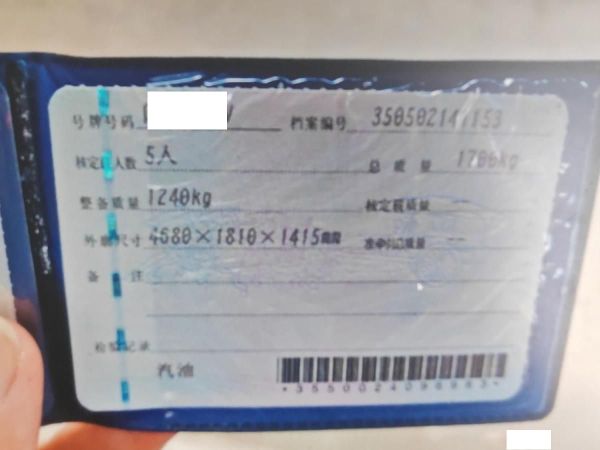 号牌号码 档案编号
核定载人数 5人 总质量
整备质量 1240kg 核定载质量 --
外廓尺寸 4680×1810×1415mm 准牵引总质量 --
备注
检验记录
汽油